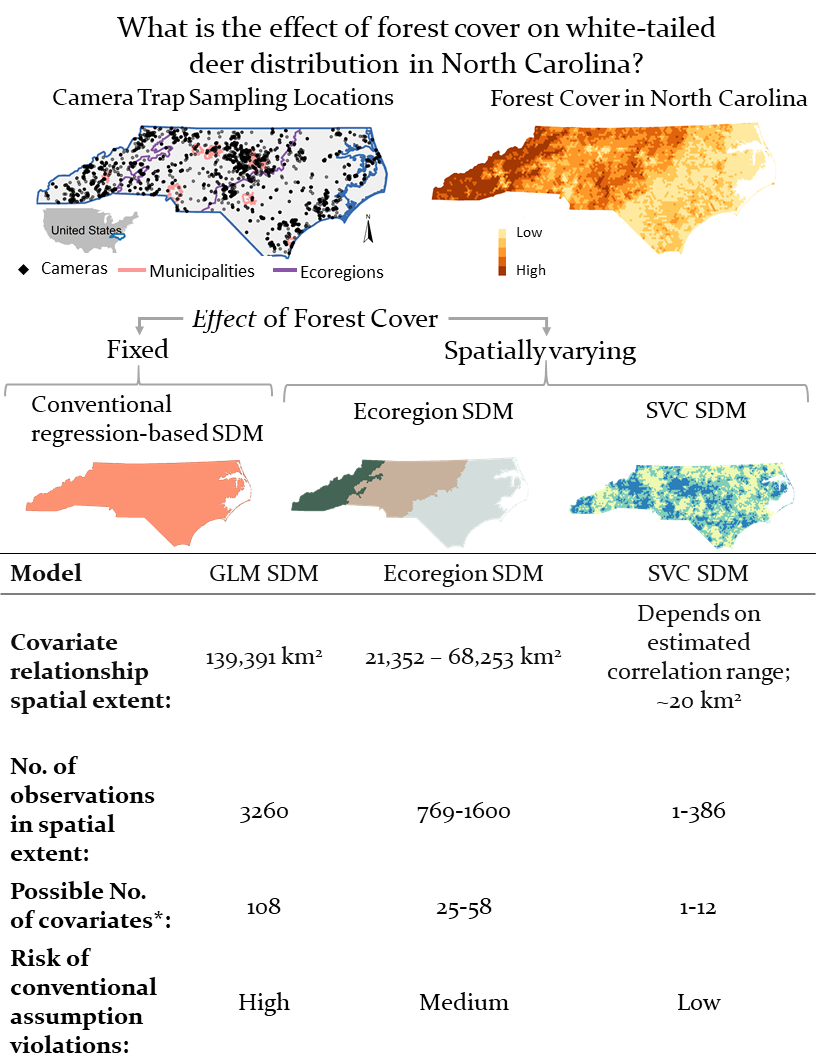 What is the effect of forest cover on white-tailed
deer distribution in North Carolina?
Camera Trap Sampling Locations
Forest Cover in North Carolina
United States
N
Low
High
Cameras
Municipalities
Ecoregions
Effect of Forest Cover
Fixed
Spatially varying
Conventional
regression-based SDM
Ecoregion SDM
SVC SDM
Model
GLM SDM
Ecoregion SDM
SVC SDM
Covariate
relationship
spatial extent:
139,391 km²
21,352 – 68,253 km²
Depends on
estimated
correlation range;
~20 km²
No. of
observations
in spatial
extent:
3260
769-1600
1-386
Possible No.
of covariates*:
108
25-58
1-12
Risk of
conventional
assumption
violations:
High
Medium
Low